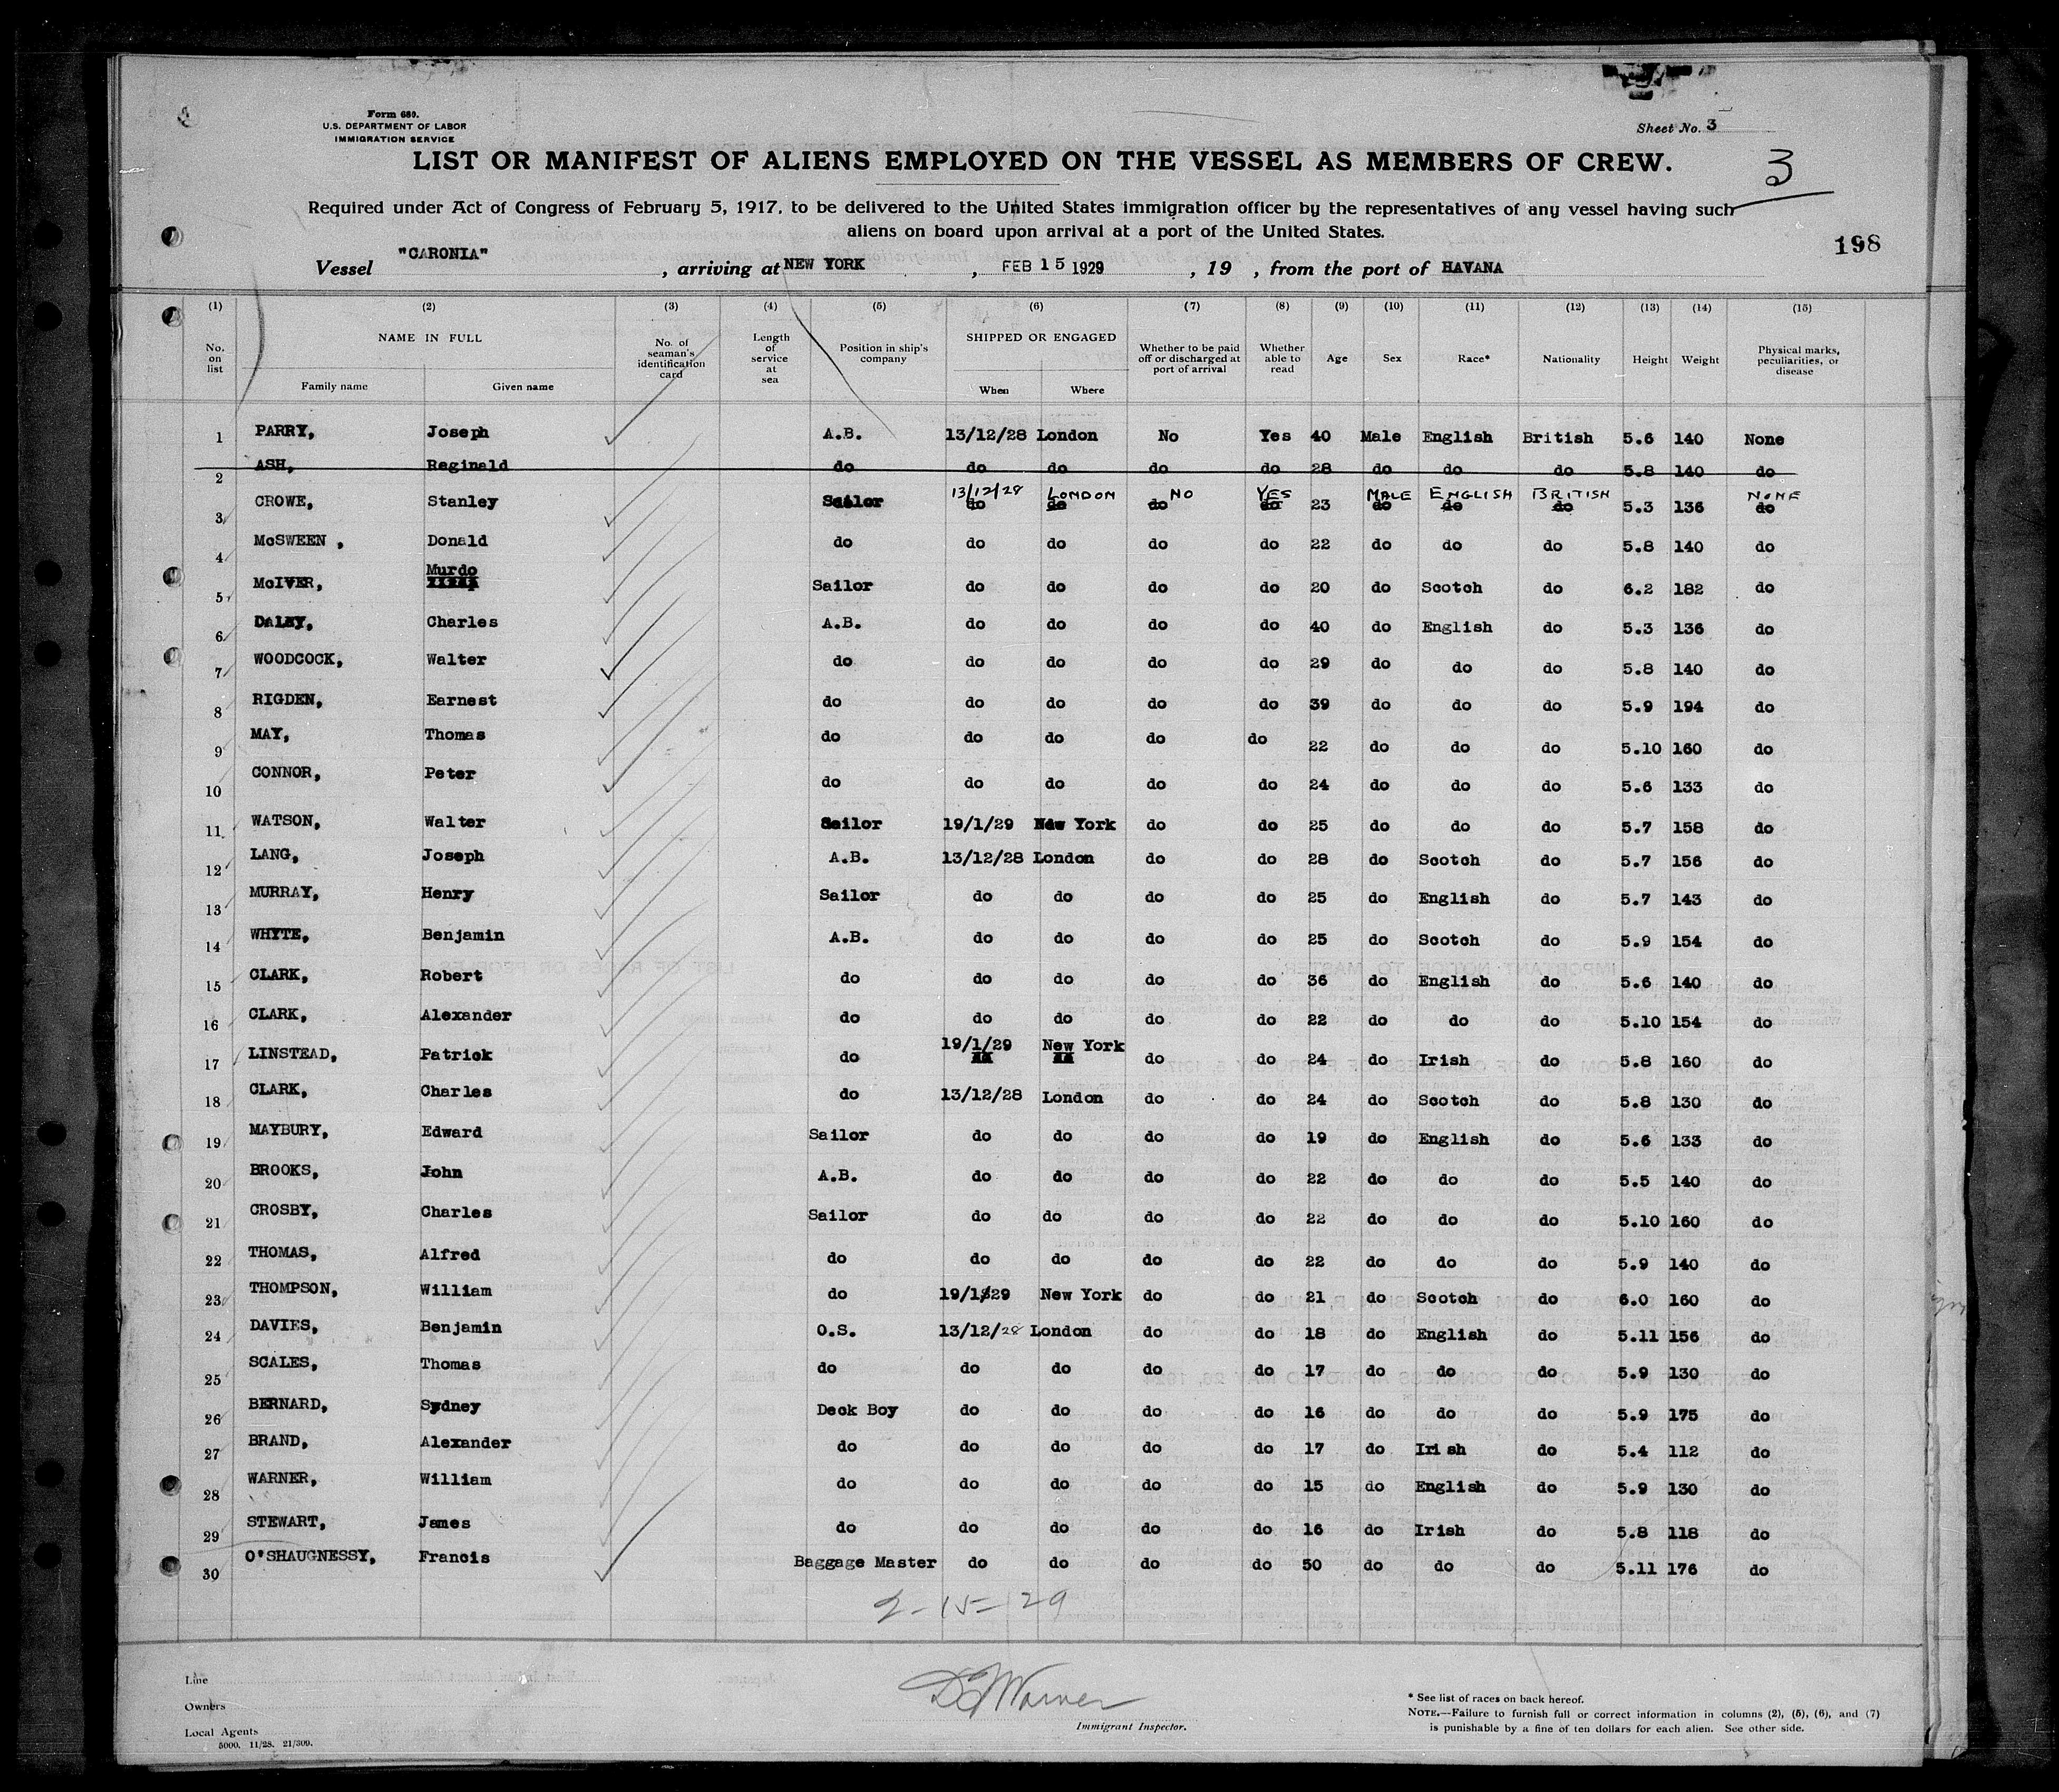 Form 680.
U.S. DEPARTMENT OF LABOR
IMMIGRATION SERVICE
Sheet No. 3
LIST OR MANIFEST OF ALIENS EMPLOYED ON THE VESSEL AS MEMBERS OF CREW.
3
Required under Act of Congress of February 5, 1917, to be delivered to the United States immigration officer by the representatives of any vessel having such
aliens on board upon arrival at a port of the United States.
198
Vessel "CARONIA", arriving at NEW YORK, FEB 15 1929, 19 , from the port of HAVANA
(1) (2) (3) (4) (5) (6) (7) (8) (9) (10) (11) (12) (13) (14) (15)
No. on list NAME IN FULL Family name Given name No. of seaman's identification card Length of service at sea Position in ship's company SHIPPED OR ENGAGED When Where Whether to be paid off or discharged at port of arrival Whether able to read Age Sex Race* Nationality Height Weight Physical marks, peculiarities, or disease
1 PARRY, Joseph A.B. 13/12/28 London No Yes 40 Male English British 5.6 140 None
2 ASH, Reginald do do do do do 28 do do do 5.8 140 do
13/12/28 LONDON NO YES MALE ENGLISH BRITISH NONE
3 CROWE, Stanley Sailor do do do do 23 do do do 5.3 136 do
4 McSWEEN , Donald do do do do do 22 do do do 5.8 140 do
Murdo
5 McIVER, Sailor do do do do 20 do Scotch do 6.2 182 do
6 DALEY, Charles A.B. do do do do 40 do English do 5.3 136 do
7 WOODCOCK, Walter do do do do do 29 do do do 5.8 140 do
8 RIGDEN, Earnest do do do do do 39 do do do 5.9 194 do
9 MAY, Thomas do do do do do 22 do do do 5.10 160 do
10 CONNOR, Peter do do do do do 24 do do do 5.6 133 do
11 WATSON, Walter Sailor 19/1/29 New York do do 25 do do do 5.7 158 do
12 LANG, Joseph A.B. 13/12/28 London do do 28 do Scotch do 5.7 156 do
13 MURRAY, Henry Sailor do do do do 25 do English do 5.7 143 do
14 WHYTE, Benjamin A.B. do do do do 25 do Scotch do 5.9 154 do
15 CLARK, Robert do do do do do 36 do English do 5.6 140 do
16 CLARK, Alexander do do do do do 22 do do do 5.10 154 do
17 LINSTEAD, Patrick do 19/1/29 New York do do 24 do Irish do 5.8 160 do
18 CLARK, Charles do 13/12/28 London do do 24 do Scotch do 5.8 130 do
19 MAYBURY, Edward Sailor do do do do 19 do English do 5.6 133 do
20 BROOKS, John A.B. do do do do 22 do do do 5.5 140 do
21 CROSBY, Charles Sailor do do do do 22 do do do 5.10 160 do
22 THOMAS, Alfred do do do do do 22 do do do 5.9 140 do
23 THOMPSON, William do 19/1/29 New York do do 21 do Scotch do 6.0 160 do
24 DAVIES, Benjamin O.S. 13/12/28 London do do 18 do English do 5.11 156 do
25 SCALES, Thomas do do do do do 17 do do do 5.9 130 do
26 BERNARD, Sydney Deck Boy do do do do 16 do do do 5.9 175 do
27 BRAND, Alexander do do do do do 17 do Irish do 5.4 112 do
28 WARNER, William do do do do do 15 do English do 5.9 130 do
29 STEWART, James do do do do do 16 do Irish do 5.8 118 do
30 O'SHAUGNESSY, Francis Baggage Master do do do do 50 do do do 5.11 176 do
2-15-29
Line
Owners
Local Agents
5000. 11/28. 21/309.
Warner
Immigrant Inspector.
* See list of races on back hereof.
NOTE.—Failure to furnish full or correct information in columns (2), (5), (6), and (7)
is punishable by a fine of ten dollars for each alien. See other side.